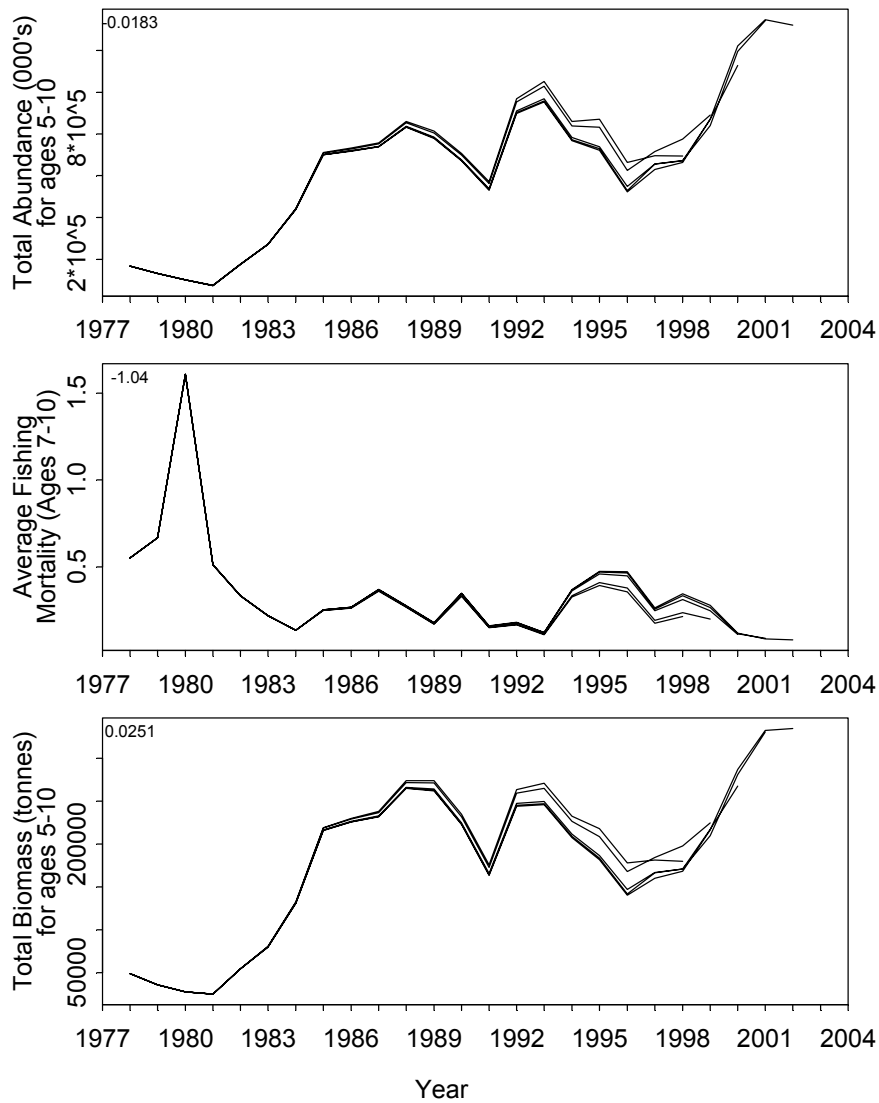 -0.0183
Total Abundance (000's)
for ages 5-10
8*10^5
2*10^5
1977 1980 1983 1986 1989 1992 1995 1998 2001 2004
-1.04
Average Fishing
Mortality (Ages 7-10)
1.5
1.0
0.5
1977 1980 1983 1986 1989 1992 1995 1998 2001 2004
0.0251
Total Biomass (tonnes)
for ages 5-10
200000
50000
1977 1980 1983 1986 1989 1992 1995 1998 2001 2004
Year